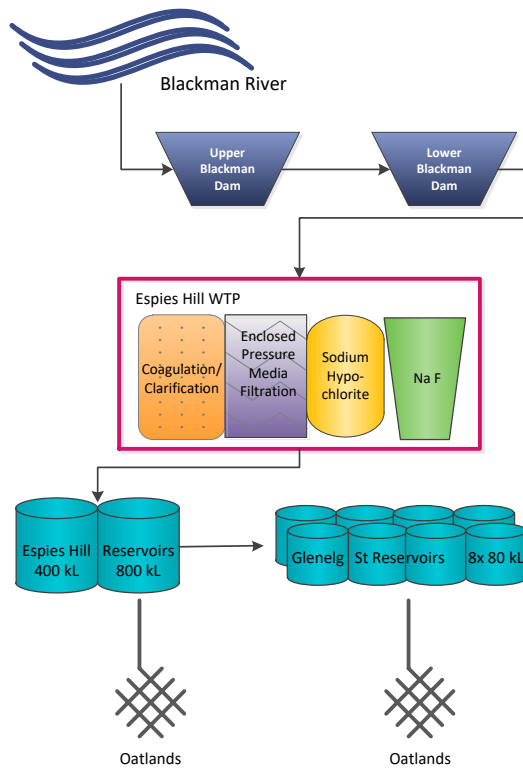 Blackman River
Upper
Blackman
Dam
Lower
Blackman
Dam
Espies Hill WTP
Coagulation/
Clarification
Enclosed
Pressure
Media
Filtration
Sodium
Hypo-
chlorite
Na F
Espies Hill Reservoirs
400 kL 800 kL
Glenelg St Reservoirs 8x 80 kL
Oatlands
Oatlands